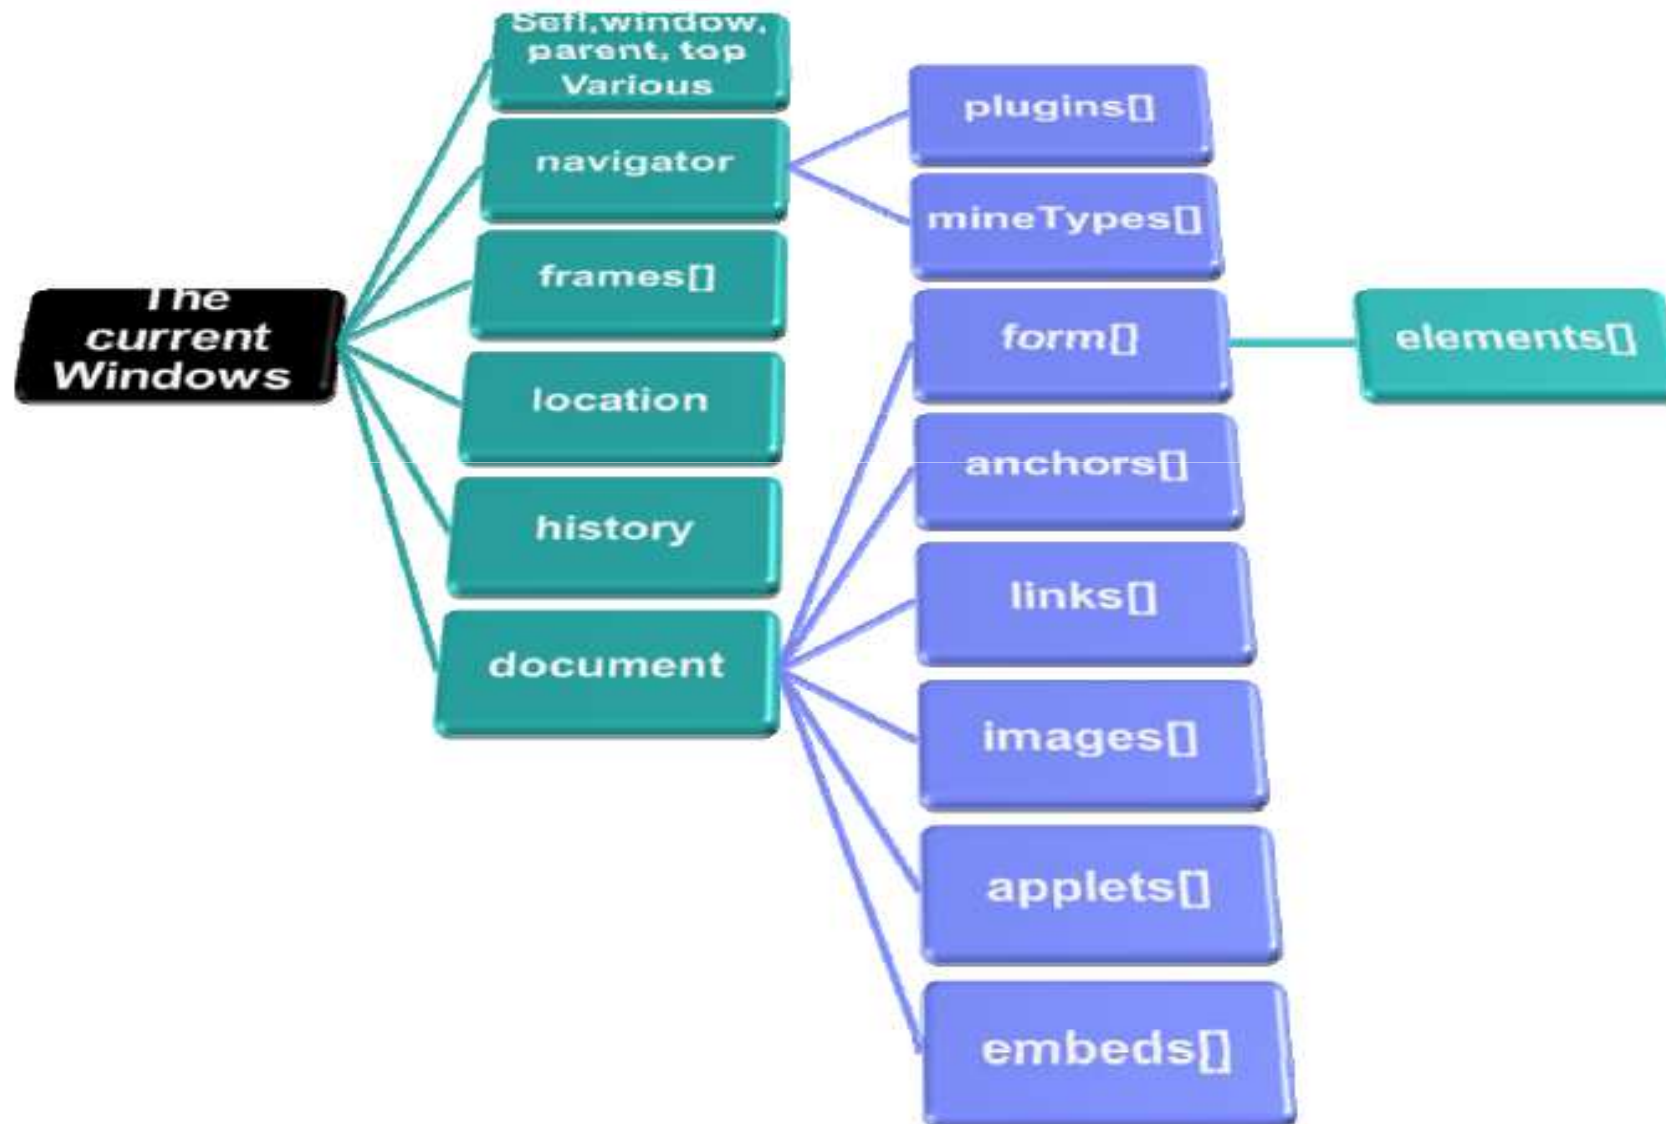 Sefl,window,
parent, top
Various
navigator
frames[]
location
history
document
The
current
Windows
plugins[]
mineTypes[]
form[]
anchors[]
links[]
images[]
applets[]
embeds[]
elements[]